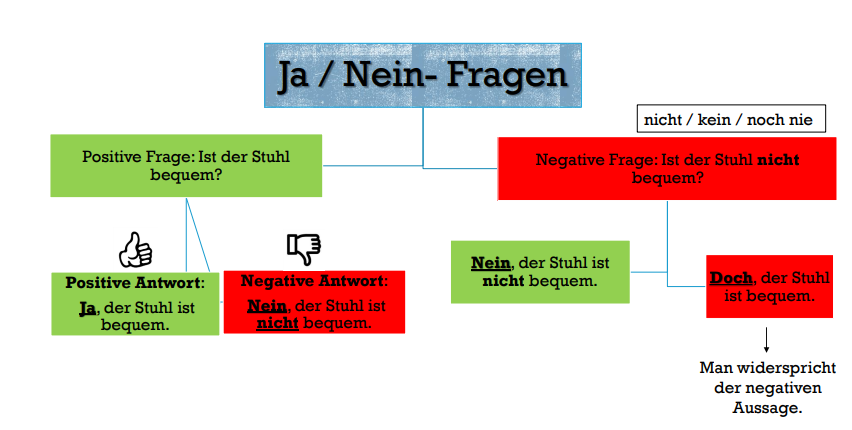 Ja / Nein- Fragen
nicht / kein / noch nie
Positive Frage: Ist der Stuhl
bequem?
Negative Frage: Ist der Stuhl nicht
bequem?
Positive Antwort:
Ja, der Stuhl ist
bequem.
Negative Antwort:
Nein, der Stuhl ist
nicht bequem.
Nein, der Stuhl ist
nicht bequem.
Doch, der Stuhl
ist bequem.
Man widerspricht
der negativen
Aussage.